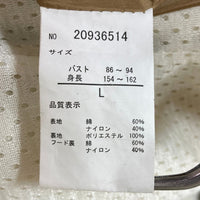 NO 20936514
サイズ
バスト 86～94
身長 154～162
L
品質表示
表地 綿 60%
ナイロン 40%
裏地 ポリエステル 100%
フード裏 綿 60%
ナイロン 40%